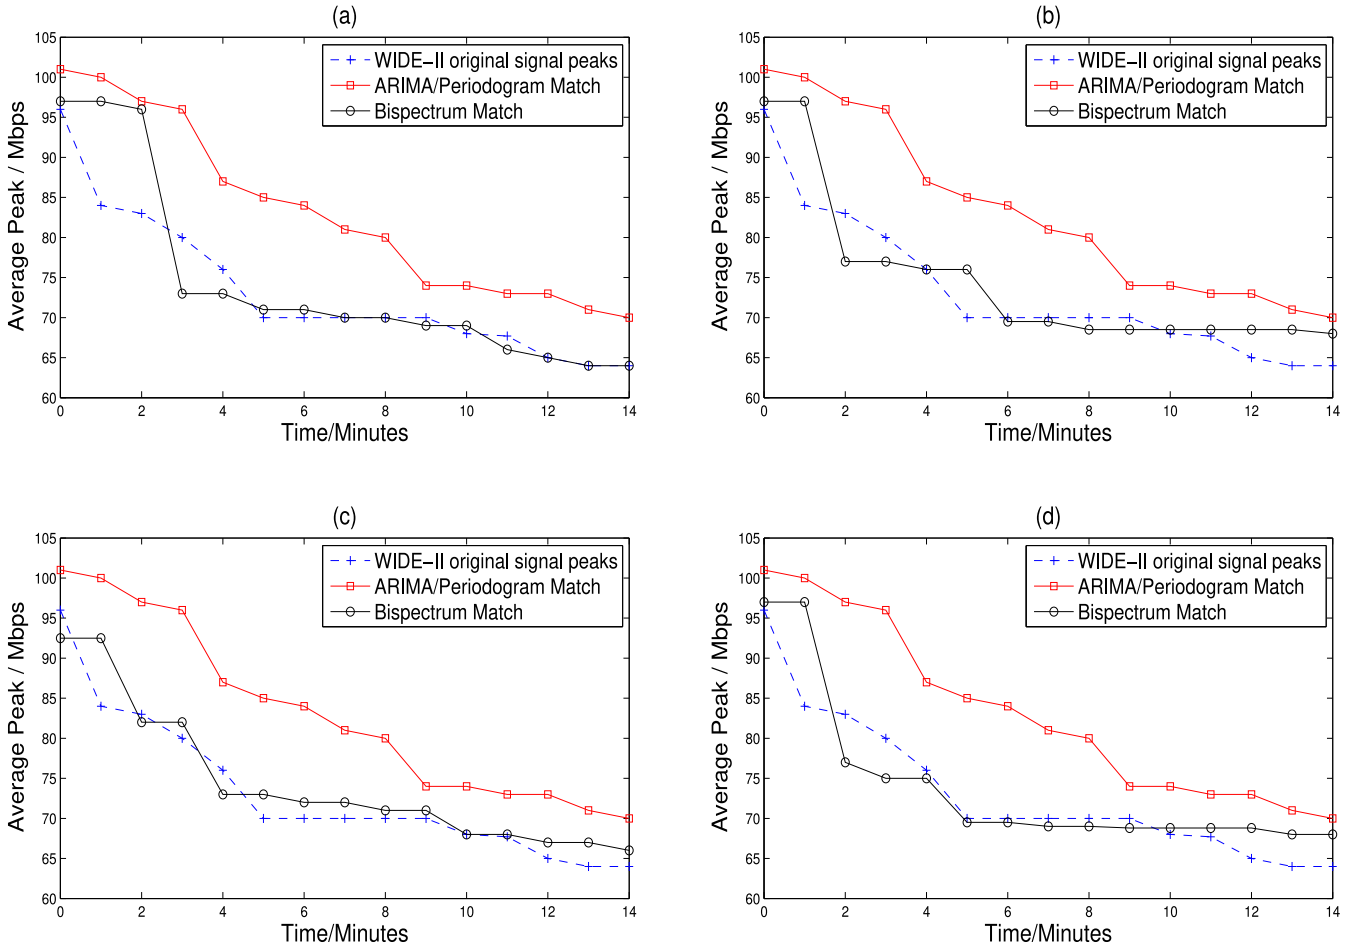 (a)
105
100
95
90
85
80
75
70
65
60
Average Peak / Mbps
WIDE-II original signal peaks
ARIMA/Periodogram Match
Bispectrum Match
0 2 4 6 8 10 12 14
Time/Minutes
(b)
105
100
95
90
85
80
75
70
65
60
Average Peak / Mbps
WIDE-II original signal peaks
ARIMA/Periodogram Match
Bispectrum Match
0 2 4 6 8 10 12 14
Time/Minutes
(c)
105
100
95
90
85
80
75
70
65
60
Average Peak / Mbps
WIDE-II original signal peaks
ARIMA/Periodogram Match
Bispectrum Match
0 2 4 6 8 10 12 14
Time/Minutes
(d)
105
100
95
90
85
80
75
70
65
60
Average Peak / Mbps
WIDE-II original signal peaks
ARIMA/Periodogram Match
Bispectrum Match
0 2 4 6 8 10 12 14
Time/Minutes